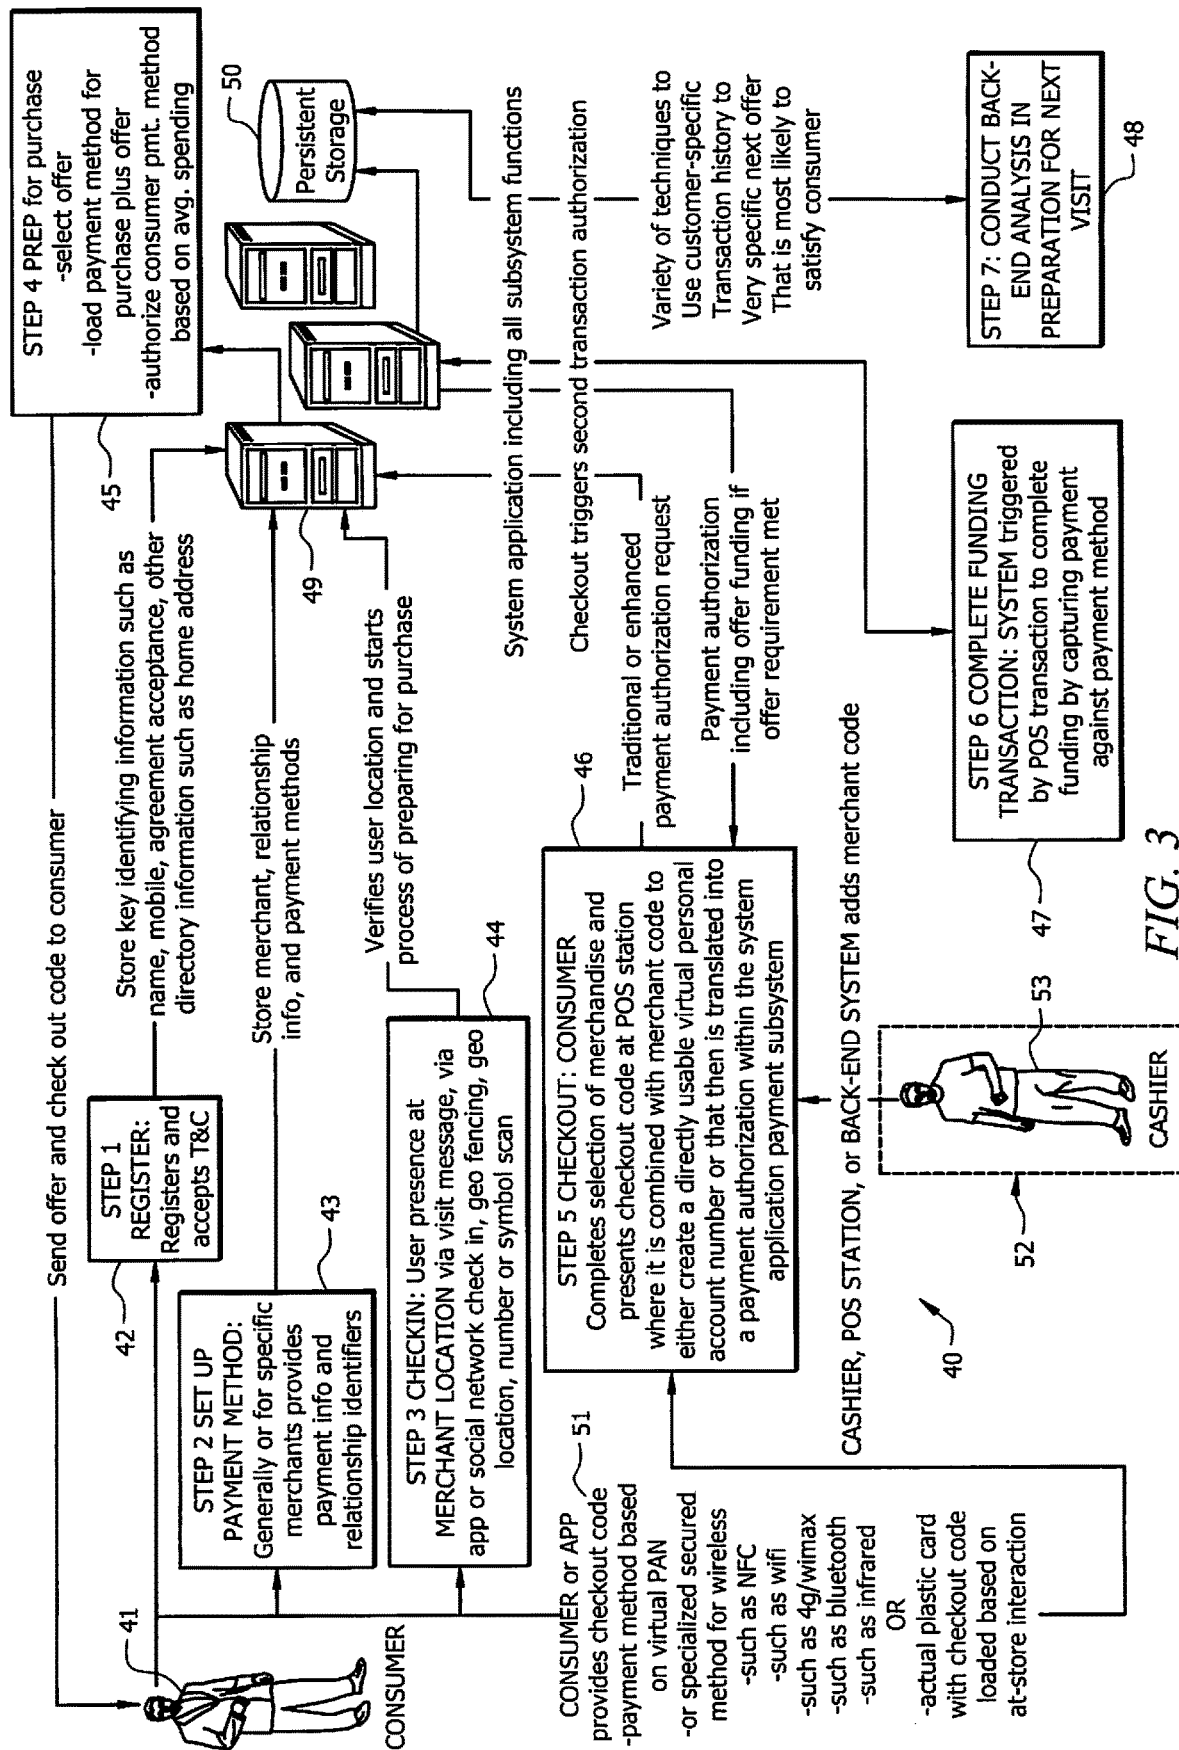 Send offer and check out code to consumer
STEP 4 PREP for purchase
-select offer
-load payment method for
purchase plus offer
-authorize consumer pmt. method
based on avg. spending
45
50
Persistent
Storage
49
41
CONSUMER
STEP 1
REGISTER:
Registers and
accepts T&C
42
Store key identifying information such as
name, mobile, agreement acceptance, other
directory information such as home address
STEP 2 SET UP
PAYMENT METHOD:
Generally or for specific
merchants provides
payment info and
relationship identifiers
43
Store merchant, relationship
info, and payment methods
STEP 3 CHECKIN: User presence at
MERCHANT LOCATION via visit message, via
app or social network check in, geo fencing, geo
location, number or symbol scan
44
Verifies user location and starts
process of preparing for purchase
System application including all subsystem functions
Checkout triggers second transaction authorization
CONSUMER or APP
provides checkout code
51
-payment method based
on virtual PAN
-or specialized secured
method for wireless
-such as NFC
-such as wifi
-such as 4g/wimax
-such as bluetooth
-such as infrared
OR
-actual plastic card
with checkout code
loaded based on
at-store interaction
STEP 5 CHECKOUT: CONSUMER
Completes selection of merchandise and
presents checkout code at POS station
where it is combined with merchant code to
either create a directly usable virtual personal
account number or that then is translated into
a payment authorization within the system
application payment subsystem
46
Traditional or enhanced
payment authorization request
Payment authorization
including offer funding if
offer requirement met
Variety of techniques to
Use customer-specific
Transaction history to
Very specific next offer
That is most likely to
satisfy consumer
CASHIER, POS STATION, or BACK-END SYSTEM adds merchant code
40
52
53
CASHIER
STEP 6 COMPLETE FUNDING
TRANSACTION: SYSTEM triggered
by POS transaction to complete
funding by capturing payment
against payment method
47
STEP 7: CONDUCT BACK-
END ANALYSIS IN
PREPARATION FOR NEXT
VISIT
48
FIG. 3